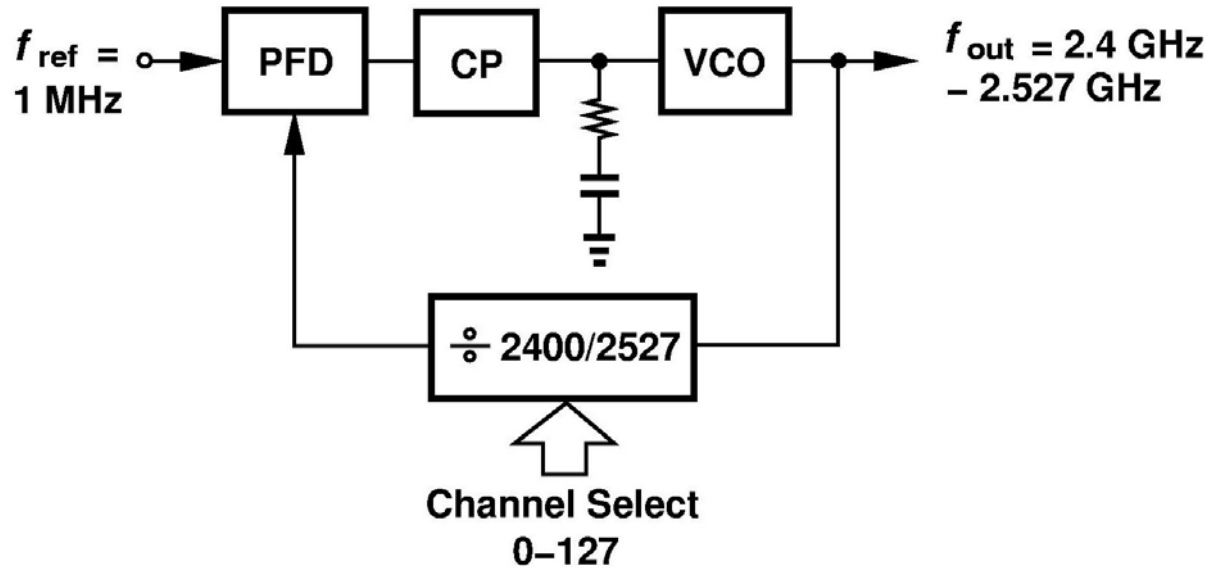 f ref =
1 MHz
PFD
CP
VCO
f out = 2.4 GHz
– 2.527 GHz
÷ 2400/2527
Channel Select
0–127